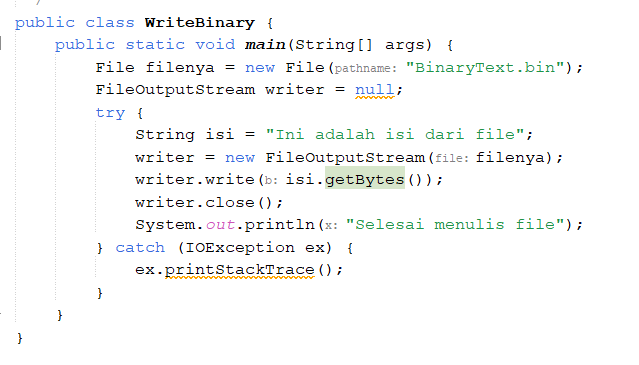 public class WriteBinary {
    public static void main(String[] args) {
        File filenya = new File(pathname: "BinaryText.bin");
        FileOutputStream writer = null;
        try {
            String isi = "Ini adalah isi dari file";
            writer = new FileOutputStream(file: filenya);
            writer.write(b: isi.getBytes());
            writer.close();
            System.out.println(x: "Selesai menulis file");
        } catch (IOException ex) {
            ex.printStackTrace();
        }
    }
}